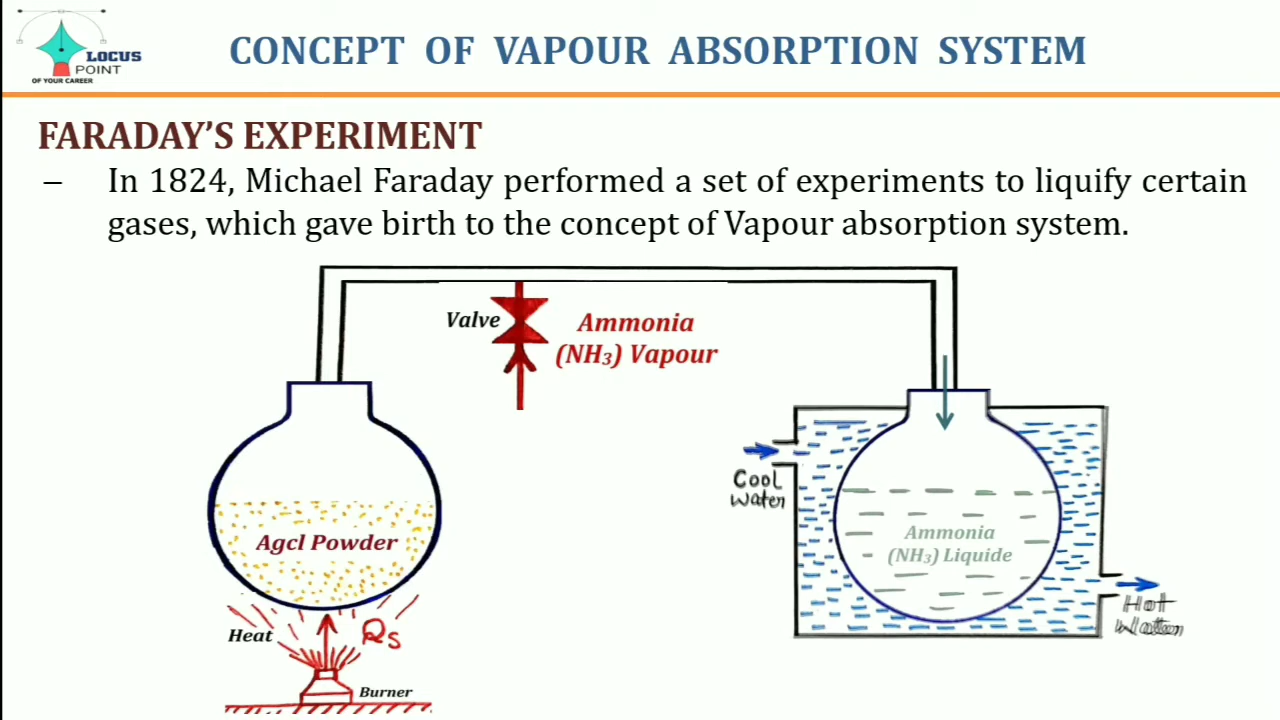 LOCUS
POINT
OF YOUR CAREER
CONCEPT OF VAPOUR ABSORPTION SYSTEM
FARADAY'S EXPERIMENT
– In 1824, Michael Faraday performed a set of experiments to liquify certain
gases, which gave birth to the concept of Vapour absorption system.
Valve
Ammonia
(NH₃) Vapour
Cool
Water
Agcl Powder
Ammonia
(NH₃) Liquide
Hot
Water
Heat
Qs
Burner